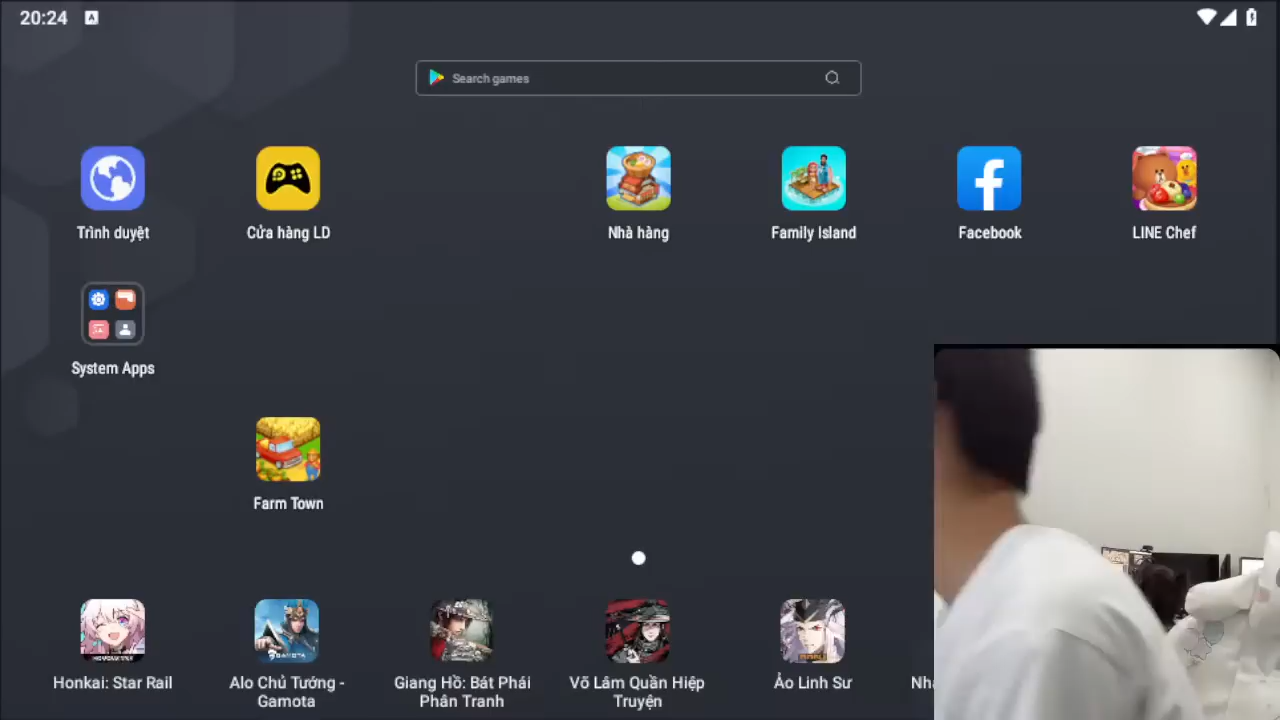 20:24
Search games
Trình duyệt
Cửa hàng LD
Nhà hàng
Family Island
Facebook
LINE Chef
System Apps
Farm Town
Honkai: Star Rail
Alo Chủ Tướng -
Gamota
Giang Hồ: Bát Phái
Phân Tranh
Võ Lâm Quần Hiệp
Truyện
Ảo Linh Sư